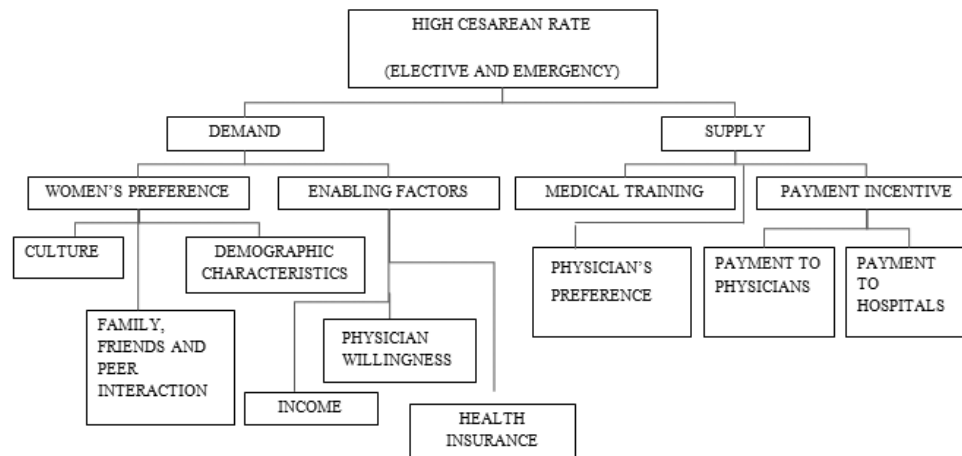 HIGH CESAREAN RATE
(ELECTIVE AND EMERGENCY)
DEMAND
SUPPLY
WOMEN’S PREFERENCE
ENABLING FACTORS
MEDICAL TRAINING
PAYMENT INCENTIVE
CULTURE
DEMOGRAPHIC
CHARACTERISTICS
PHYSICIAN’S
PREFERENCE
PAYMENT TO
PHYSICIANS
PAYMENT
TO
HOSPITALS
FAMILY,
FRIENDS AND
PEER
INTERACTION
PHYSICIAN
WILLINGNESS
INCOME
HEALTH
INSURANCE